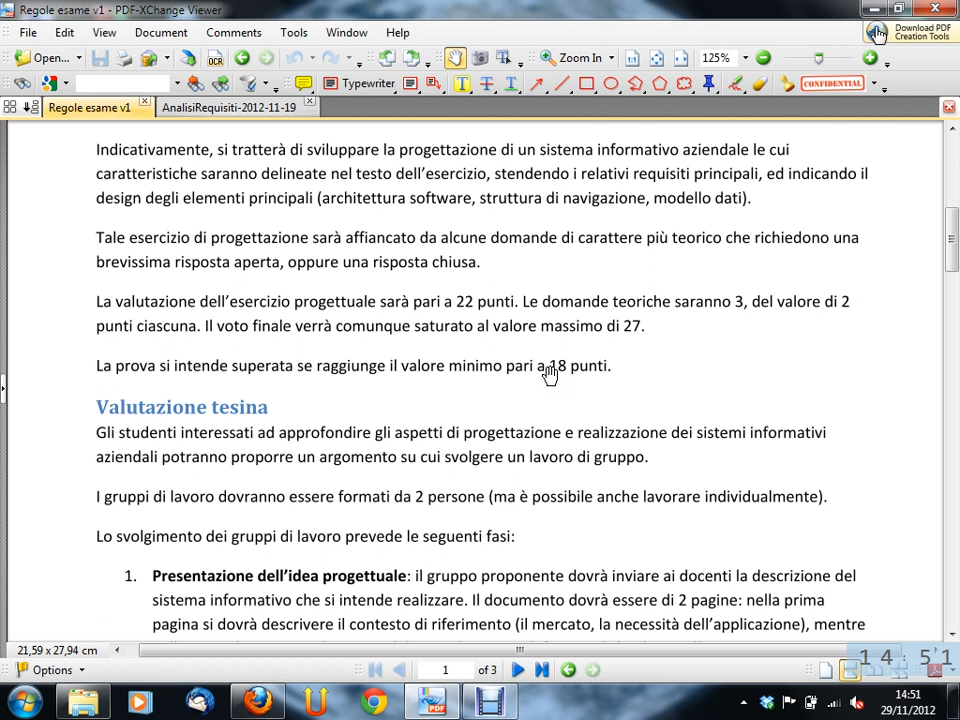 Regole esame v1 - PDF-XChange Viewer
File Edit View Document Comments Tools Window Help
Download PDF
Creation Tools
Open... OCR Zoom In 125%
Typewriter CONFIDENTIAL
Regole esame v1 AnalisiRequisiti-2012-11-19
Indicativamente, si tratterà di sviluppare la progettazione di un sistema informativo aziendale le cui
caratteristiche saranno delineate nel testo dell'esercizio, stendendo i relativi requisiti principali, ed indicando il
design degli elementi principali (architettura software, struttura di navigazione, modello dati).
Tale esercizio di progettazione sarà affiancato da alcune domande di carattere più teorico che richiedono una
brevissima risposta aperta, oppure una risposta chiusa.
La valutazione dell'esercizio progettuale sarà pari a 22 punti. Le domande teoriche saranno 3, del valore di 2
punti ciascuna. Il voto finale verrà comunque saturato al valore massimo di 27.
La prova si intende superata se raggiunge il valore minimo pari a 18 punti.
Valutazione tesina
Gli studenti interessati ad approfondire gli aspetti di progettazione e realizzazione dei sistemi informativi
aziendali potranno proporre un argomento su cui svolgere un lavoro di gruppo.
I gruppi di lavoro dovranno essere formati da 2 persone (ma è possibile anche lavorare individualmente).
Lo svolgimento dei gruppi di lavoro prevede le seguenti fasi:
1. Presentazione dell'idea progettuale: il gruppo proponente dovrà inviare ai docenti la descrizione del
sistema informativo che si intende realizzare. Il documento dovrà essere di 2 pagine: nella prima
pagina si dovrà descrivere il contesto di riferimento (il mercato, la necessità dell'applicazione), mentre
21,59 x 27,94 cm
Options 1 of 3
14:51
14:51
29/11/2012